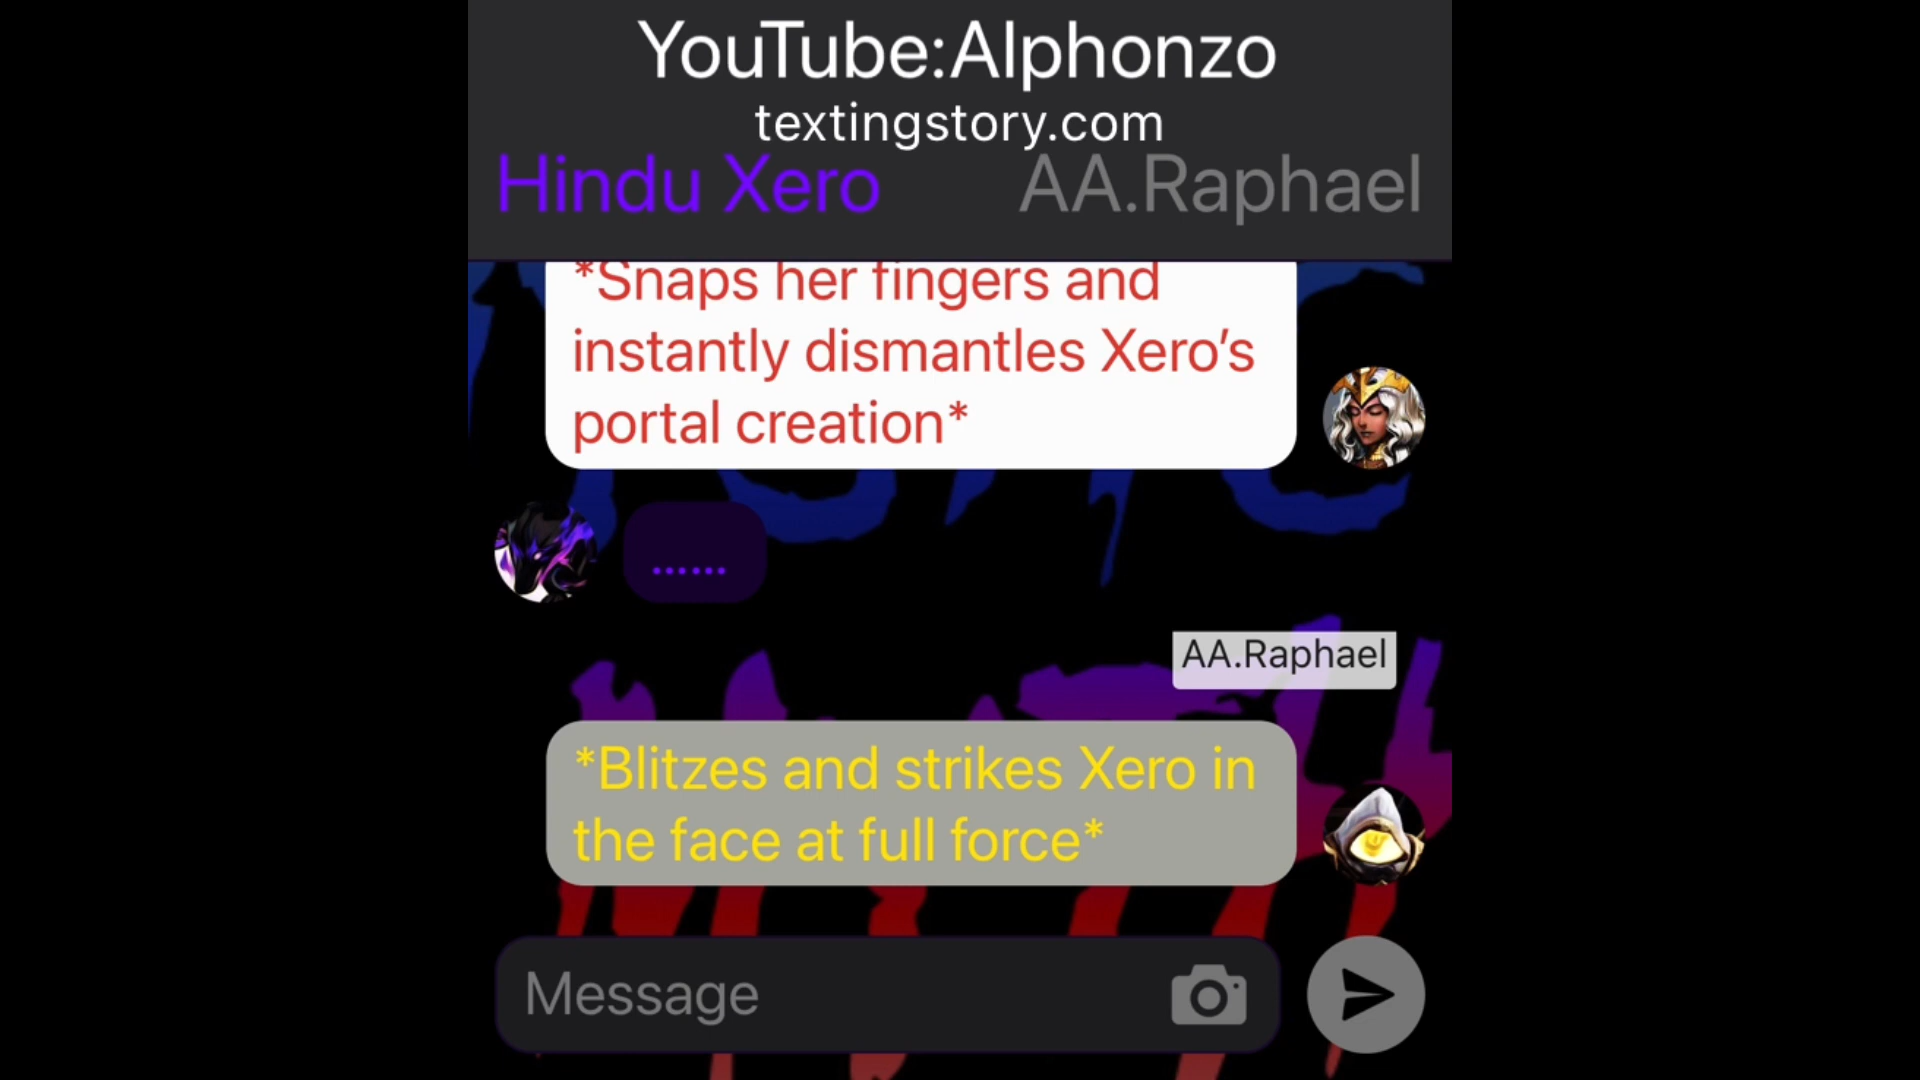 YouTube:Alphonzo
textingstory.com
Hindu Xero
AA.Raphael
*Snaps her fingers and
instantly dismantles Xero’s
portal creation*
......
AA.Raphael
*Blitzes and strikes Xero in
the face at full force*
Message